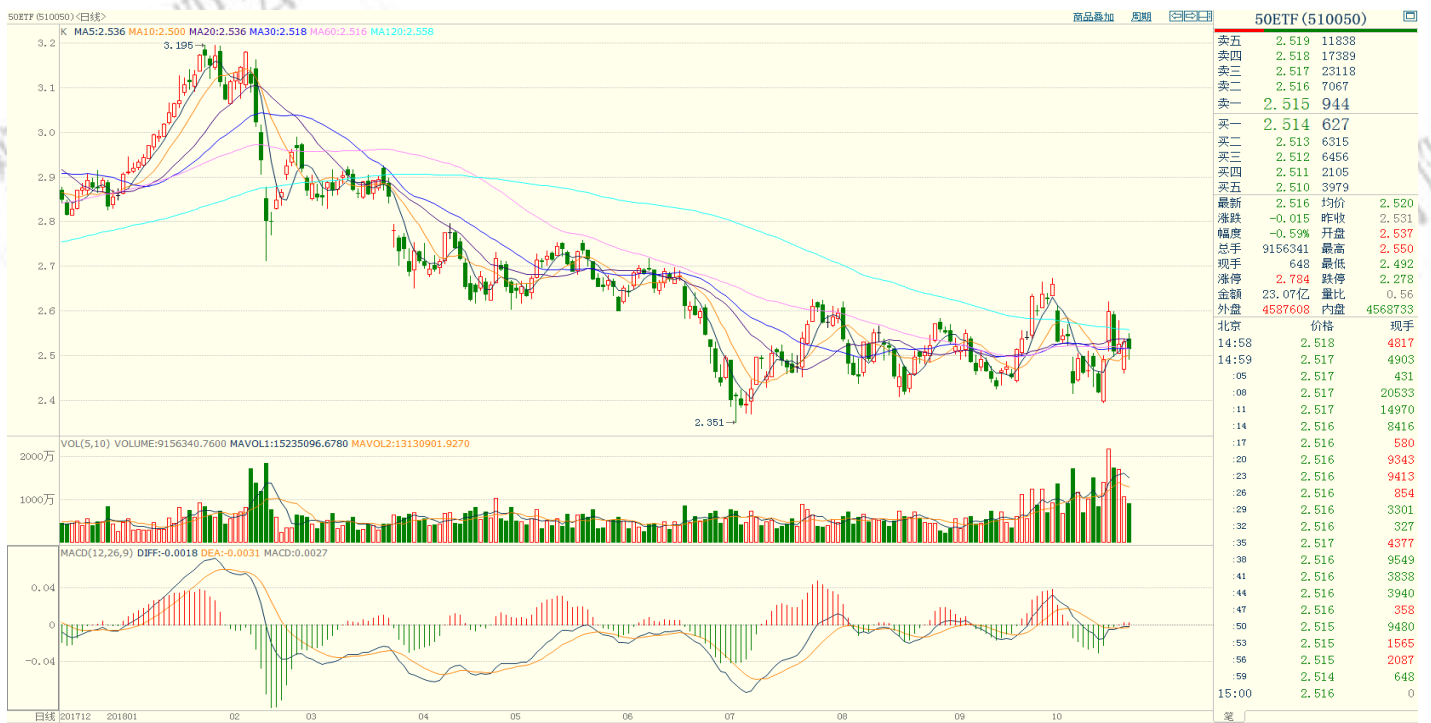 50ETF(510050)<日线>
商品叠加 周期
K MA5:2.536 MA10:2.500 MA20:2.536 MA30:2.518 MA60:2.516 MA120:2.556
3.2
3.1
3.0
2.9
2.8
2.7
2.6
2.5
2.4
3.195
2.351
VOL(5,10) VOLUME:9156340.7600 MAVOL1:15235096.6780 MAVOL2:13130901.9270
2000万
1000万
MACD(12,26,9) DIFF:-0.0018 DEA:-0.0031 MACD:0.0027
0.04
0
-0.04
日线 201712 201801 02 03 04 05 06 07 08 09 10
50ETF(510050)
卖五 2.519 11838
卖四 2.518 17389
卖三 2.517 23118
卖二 2.516 7067
卖一 2.515 944
买一 2.514 627
买二 2.513 6315
买三 2.512 6456
买四 2.511 2105
买五 2.510 3979
最新 2.516 均价 2.520
涨跌 -0.015 昨收 2.531
幅度 -0.59% 开盘 2.537
总手 9156341 最高 2.550
现手 648 最低 2.492
涨停 2.784 跌停 2.278
金额 23.07亿 量比 0.56
外盘 4587608 内盘 4568733
北京 价格 现手
14:58 2.518 4817
14:59 2.517 4903
:05 2.517 431
:08 2.517 20533
:11 2.517 14970
:14 2.516 8416
:17 2.516 580
:20 2.516 9343
:23 2.516 9413
:26 2.516 854
:29 2.516 3301
:32 2.516 327
:35 2.517 4377
:38 2.516 9549
:41 2.516 3838
:44 2.516 3940
:47 2.516 358
:50 2.515 9480
:53 2.515 1565
:56 2.515 2087
:59 2.514 648
15:00 2.516 0
笔